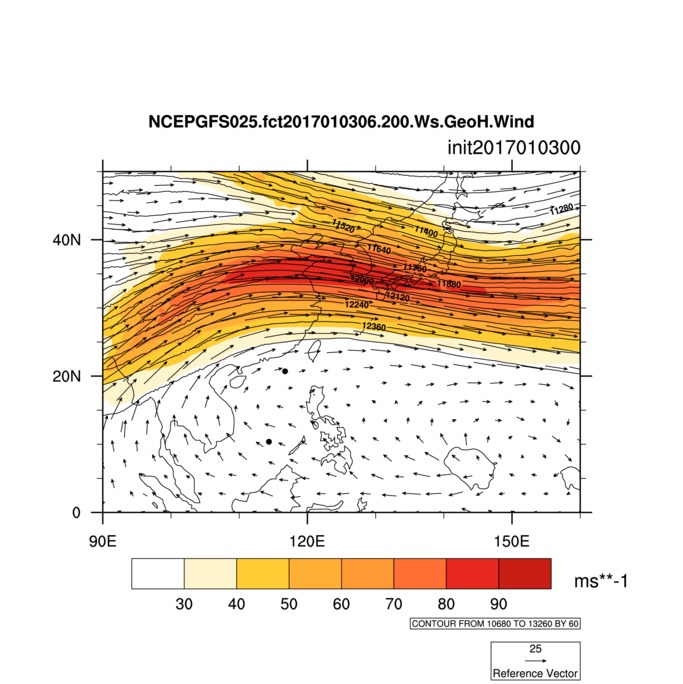 NCEPGFS025.fct2017010306.200.Ws.GeoH.Wind
init2017010300
11280
11520
11400
40N
11640
11760
12000
11880
12120
12240
12360
20N
0
90E 120E 150E
ms**-1
30 40 50 60 70 80 90
CONTOUR FROM 10680 TO 13260 BY 60
25
Reference Vector